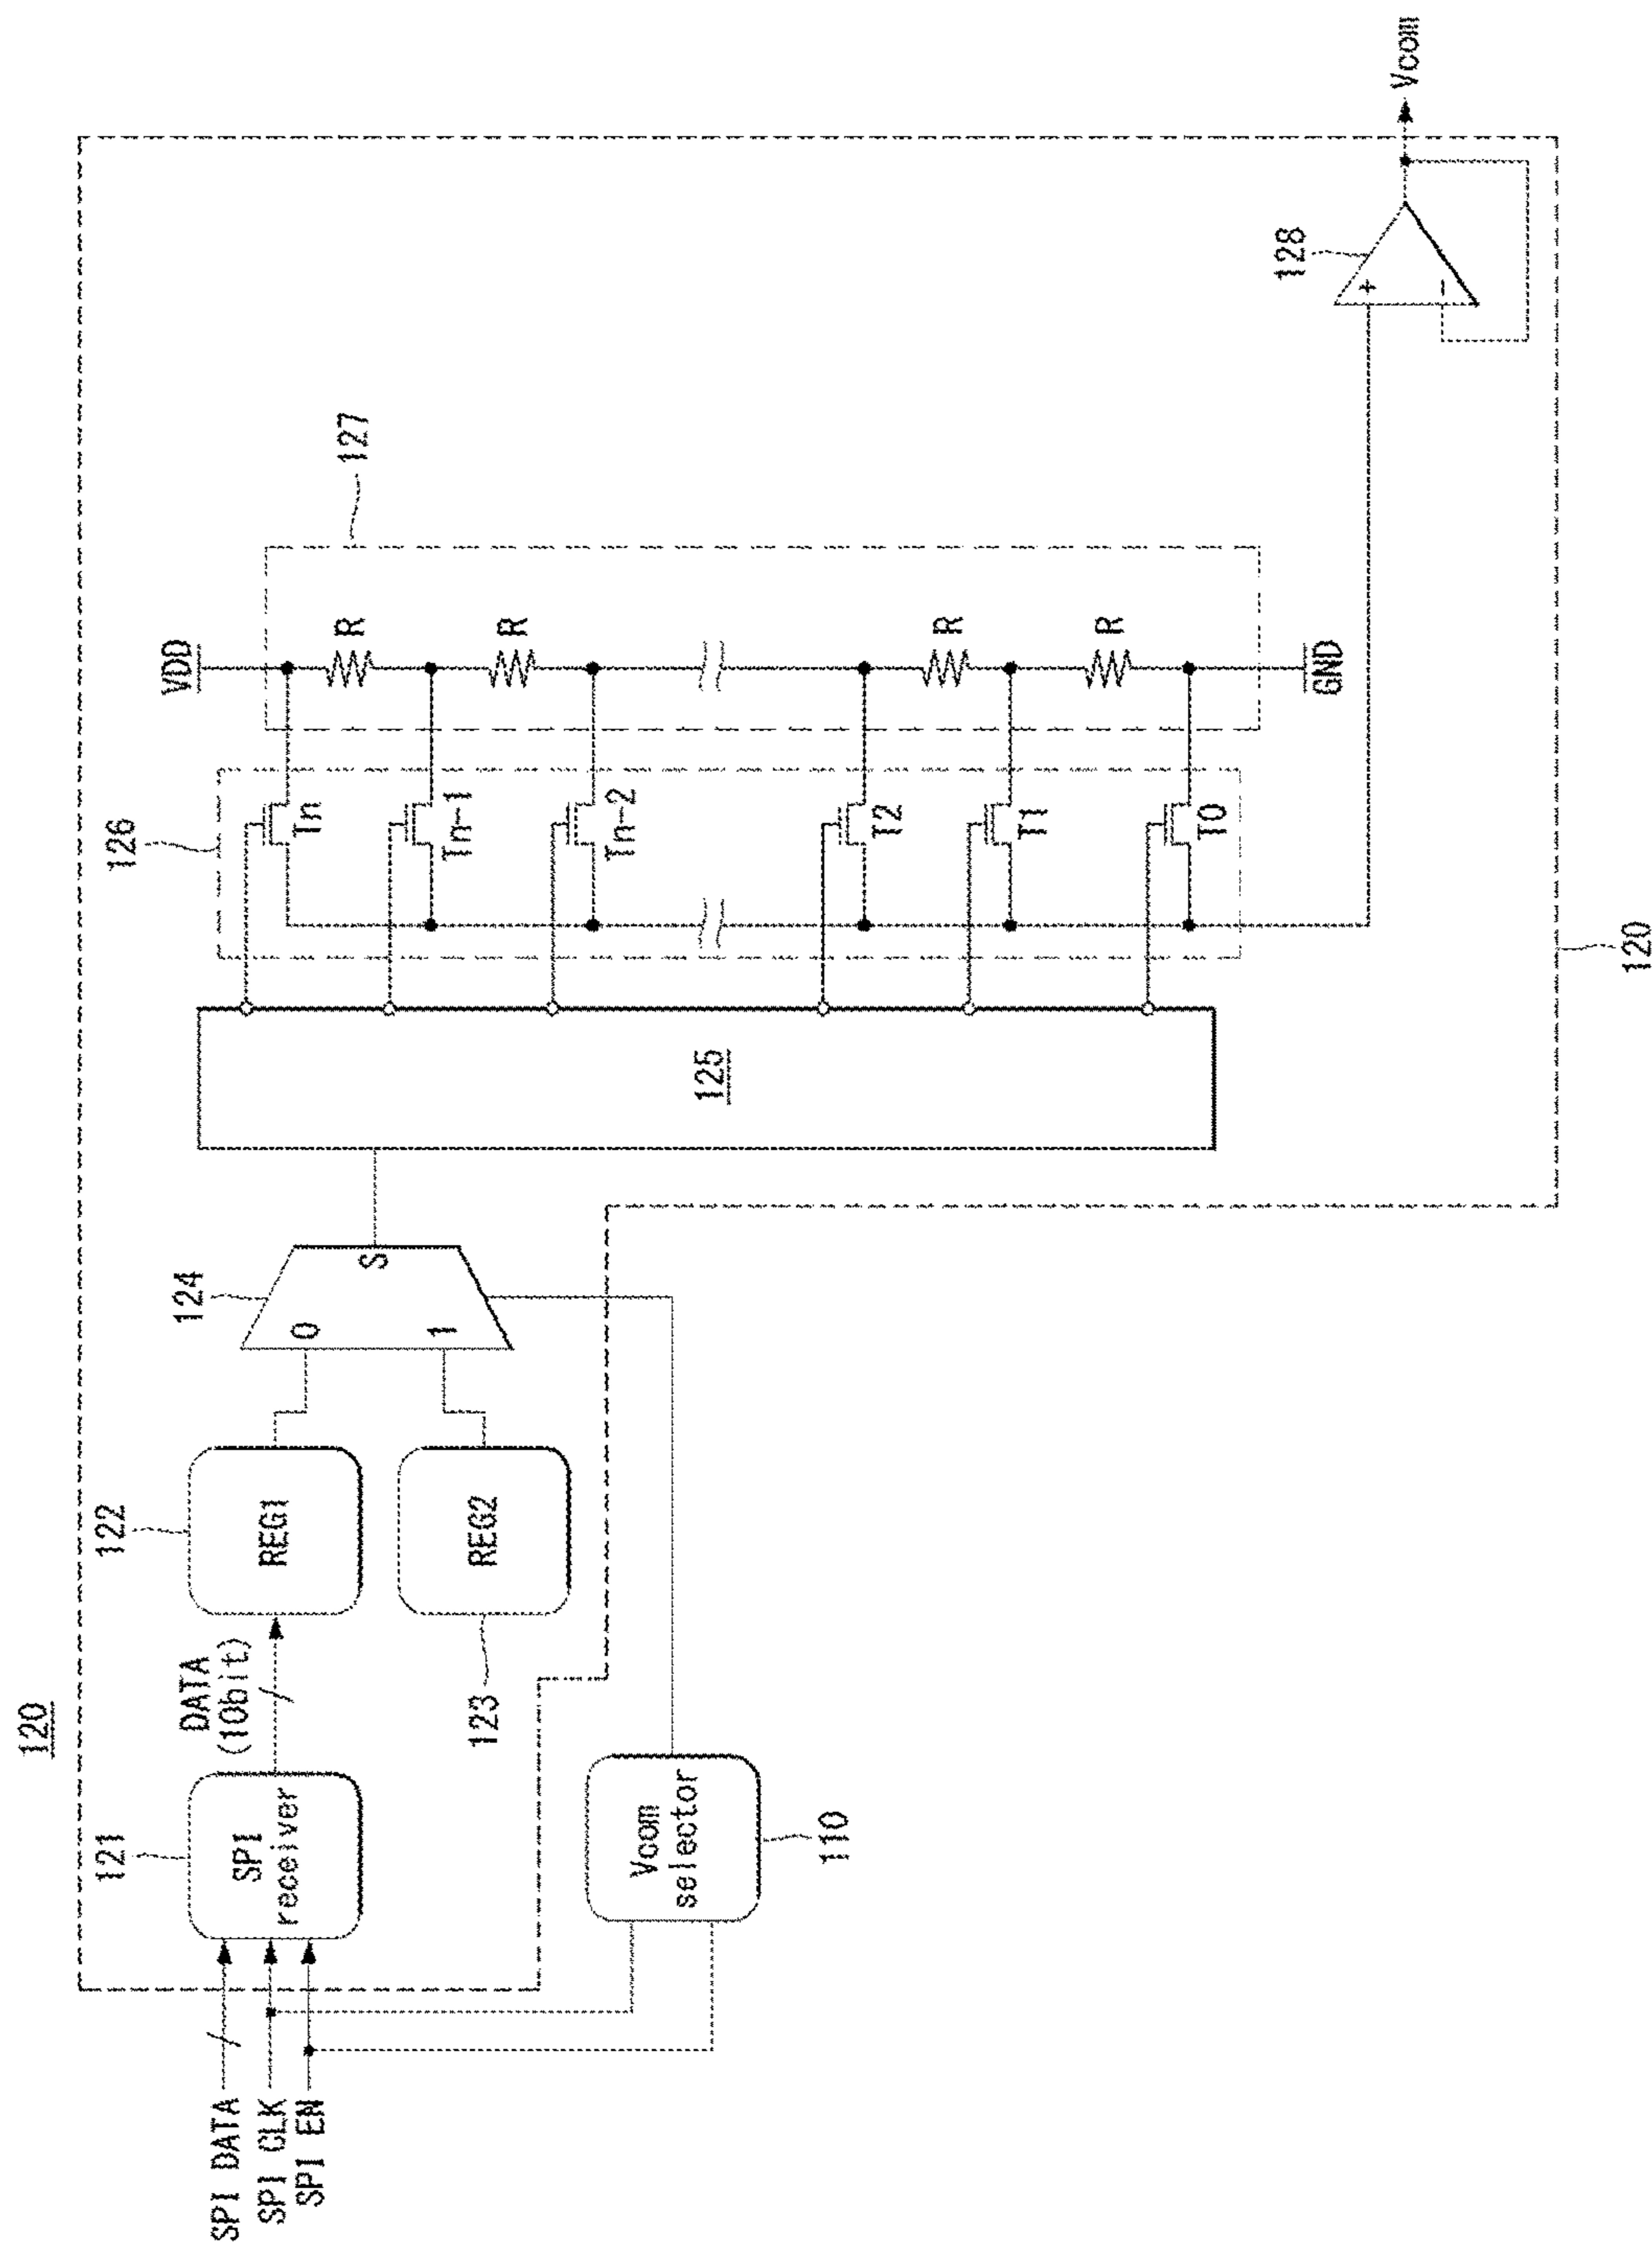 120
SPI DATA
SPI CLK
SPI EN
121
SPI
receiver
DATA
(10bit)
122
REG1
123
REG2
110
Vcom
selector
124
0
1
S
125
126
Tn
Tn-1
Tn-2
T2
T1
T0
127
VDD
R
R
R
R
GND
128
+
-
Vcom
120